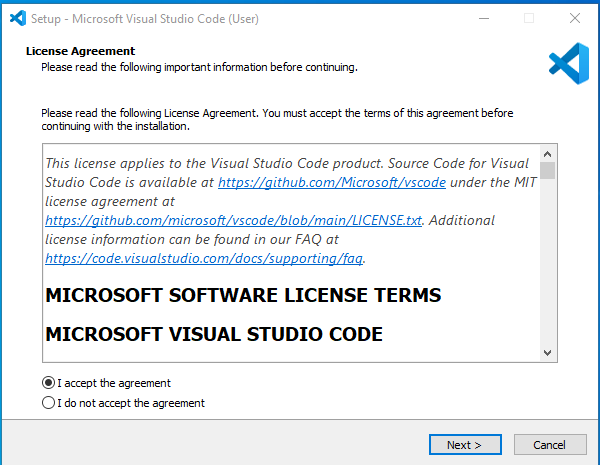 Setup - Microsoft Visual Studio Code (User)
License Agreement
Please read the following important information before continuing.
Please read the following License Agreement. You must accept the terms of this agreement before
continuing with the installation.
This license applies to the Visual Studio Code product. Source Code for Visual
Studio Code is available at https://github.com/Microsoft/vscode under the MIT
license agreement at
https://github.com/microsoft/vscode/blob/main/LICENSE.txt. Additional
license information can be found in our FAQ at
https://code.visualstudio.com/docs/supporting/faq.
MICROSOFT SOFTWARE LICENSE TERMS
MICROSOFT VISUAL STUDIO CODE
I accept the agreement
I do not accept the agreement
Next >
Cancel